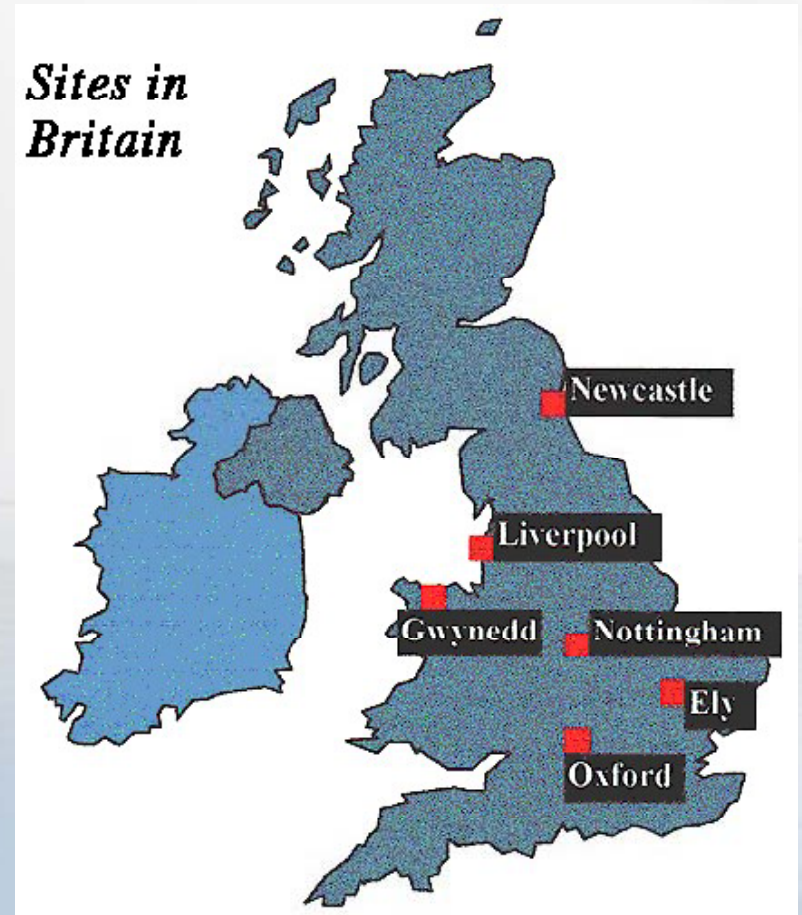 Sites in
Britain
Newcastle
Liverpool
Gwynedd
Nottingham
Ely
Oxford